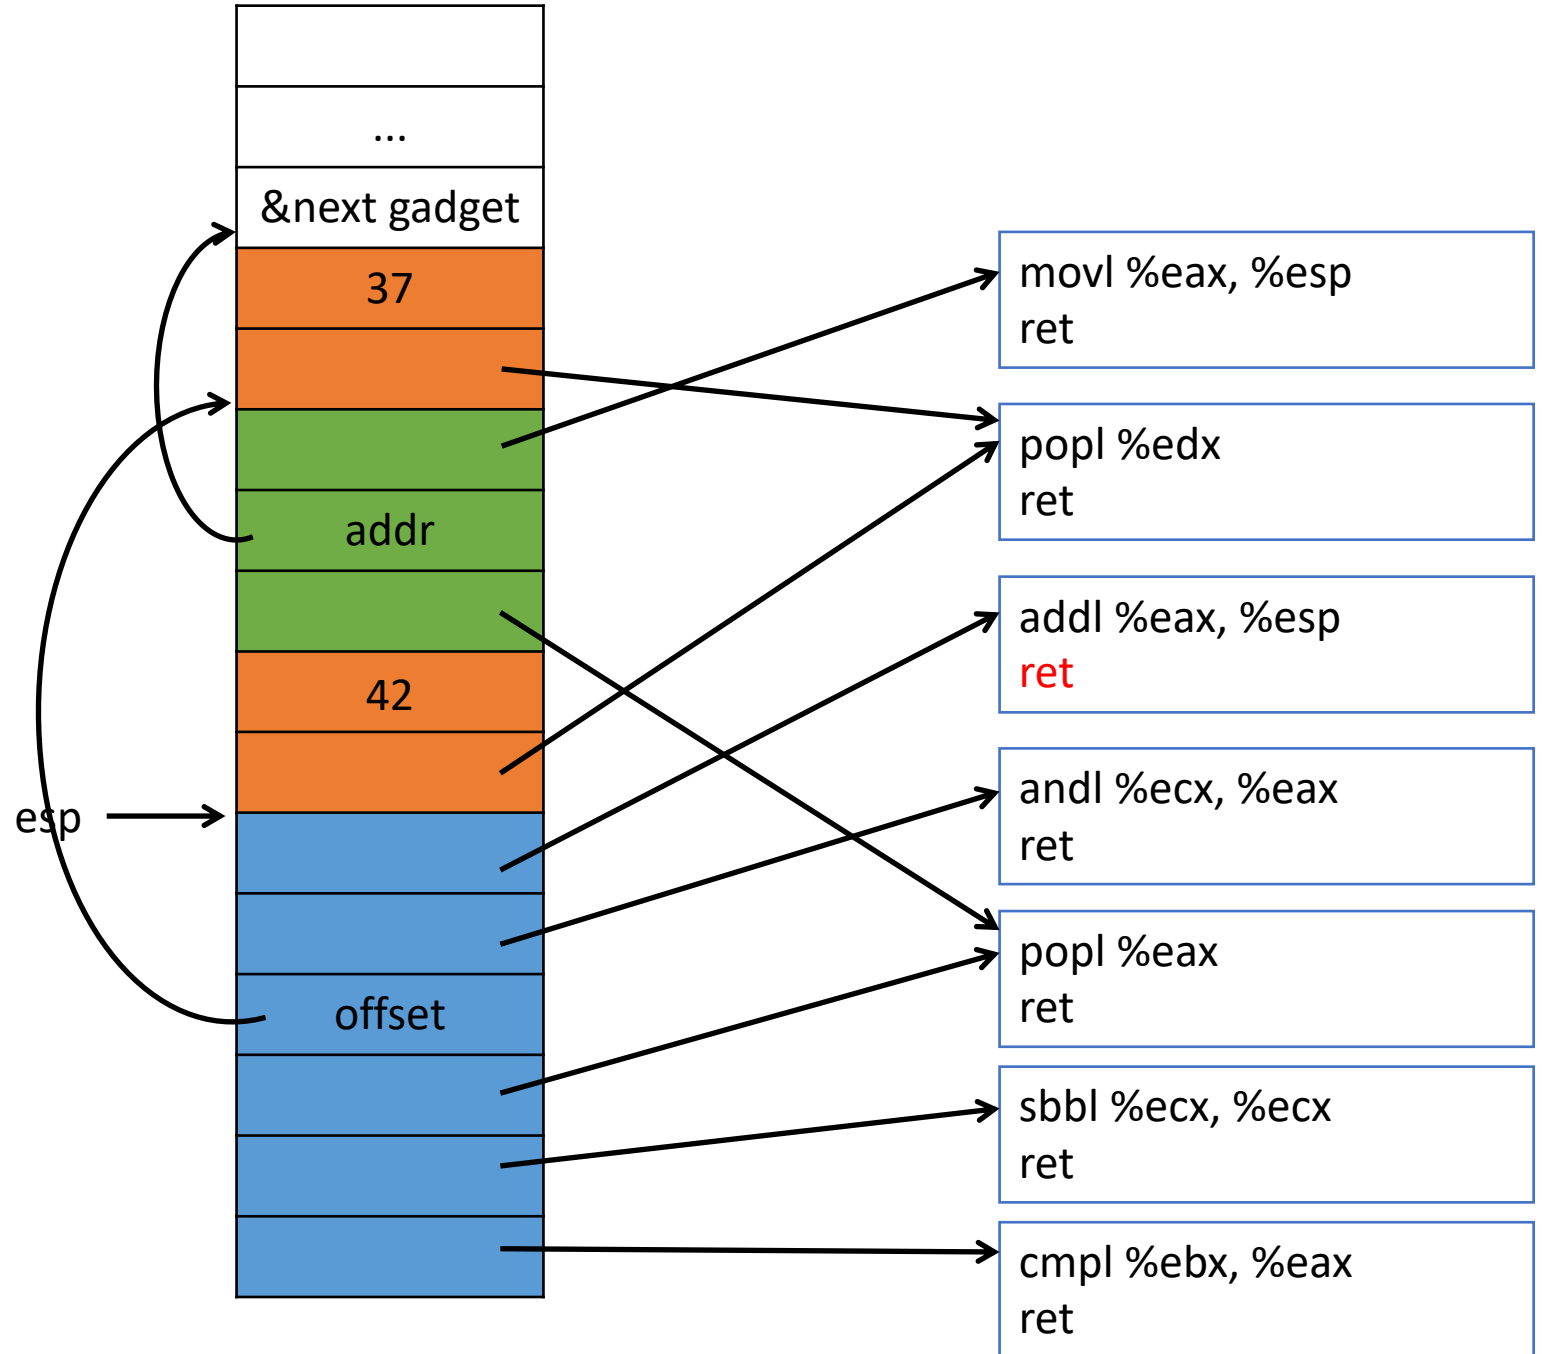 ...
&next gadget
37
addr
42
esp
offset
movl %eax, %esp
ret
popl %edx
ret
addl %eax, %esp
ret
andl %ecx, %eax
ret
popl %eax
ret
sbbl %ecx, %ecx
ret
cmpl %ebx, %eax
ret